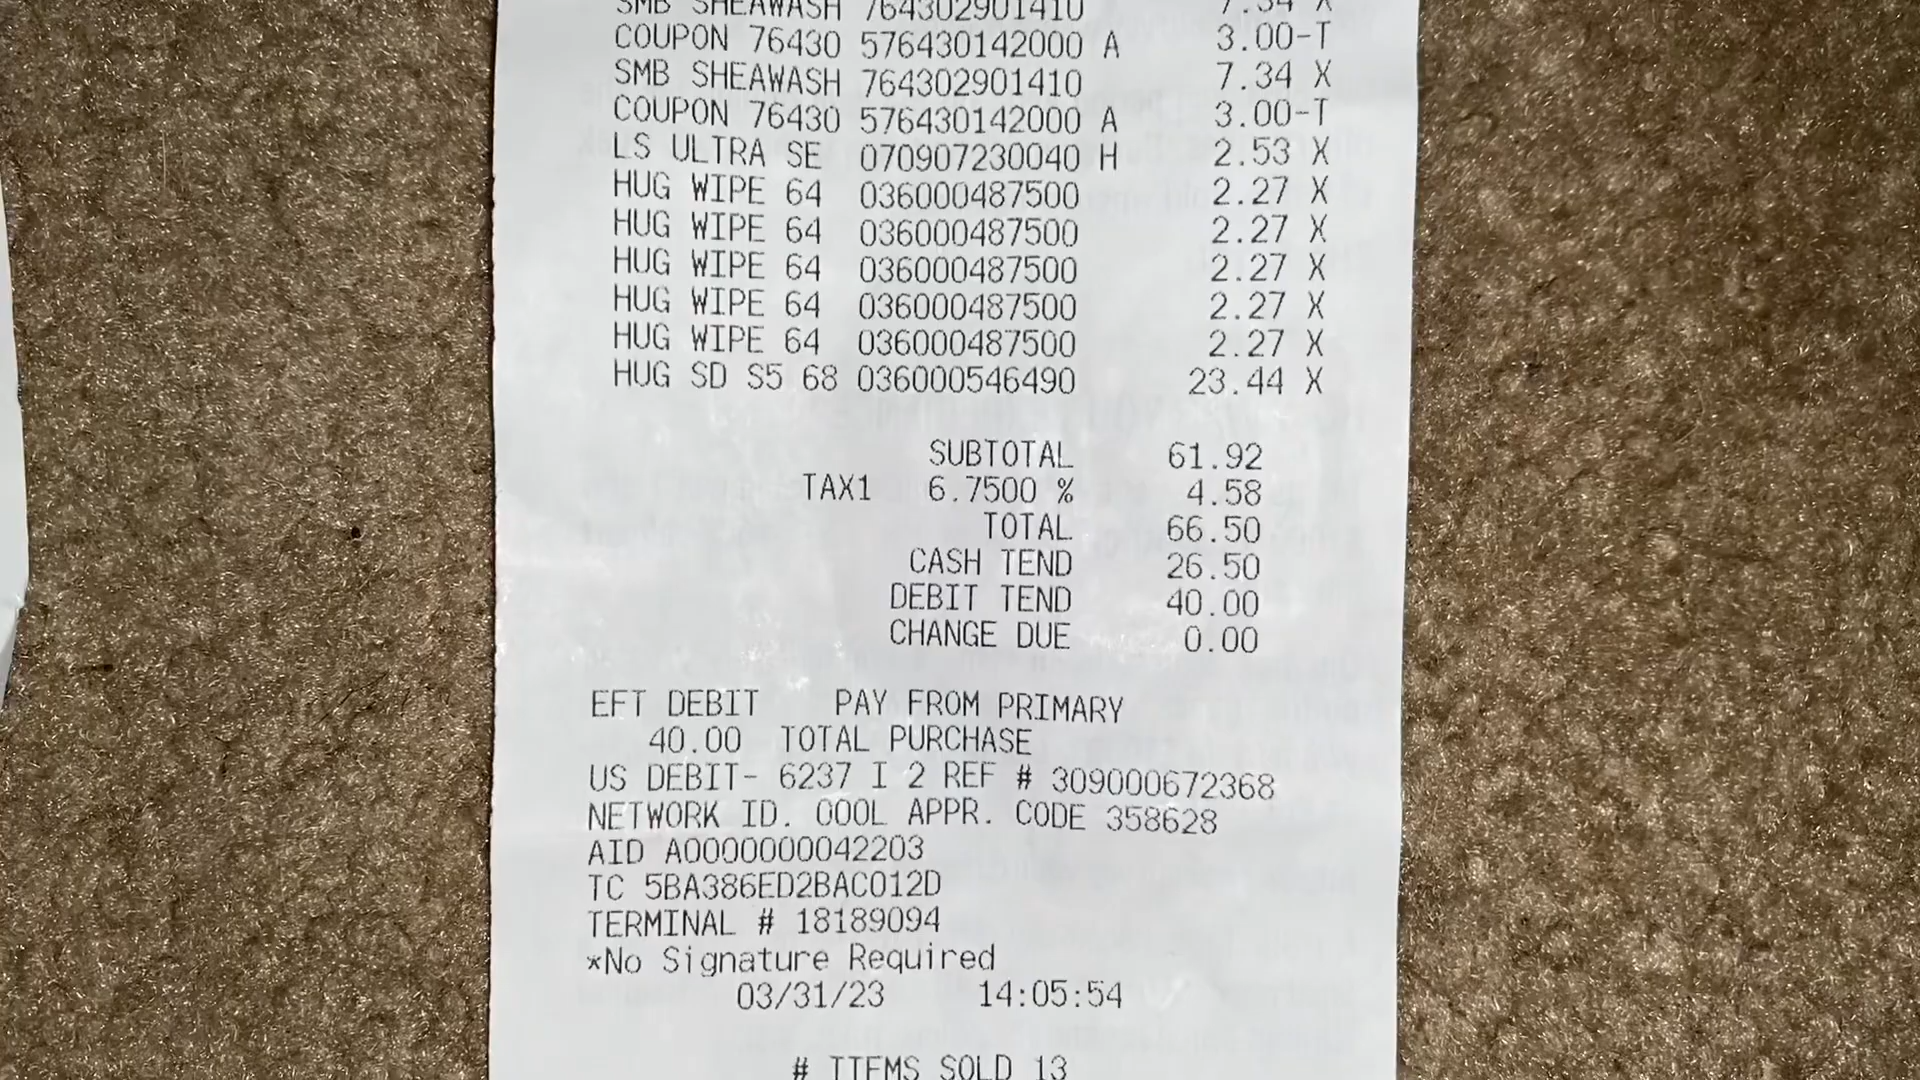 SMB SHEAWASH 764302901410 7.34 X
COUPON 76430 576430142000 A 3.00-T
SMB SHEAWASH 764302901410 7.34 X
COUPON 76430 576430142000 A 3.00-T
LS ULTRA SE 070907230040 H 2.53 X
HUG WIPE 64 036000487500 2.27 X
HUG WIPE 64 036000487500 2.27 X
HUG WIPE 64 036000487500 2.27 X
HUG WIPE 64 036000487500 2.27 X
HUG WIPE 64 036000487500 2.27 X
HUG SD S5 68 036000546490 23.44 X
SUBTOTAL 61.92
TAX1 6.7500 % 4.58
TOTAL 66.50
CASH TEND 26.50
DEBIT TEND 40.00
CHANGE DUE 0.00
EFT DEBIT PAY FROM PRIMARY
40.00 TOTAL PURCHASE
US DEBIT- 6237 I 2 REF # 309000672368
NETWORK ID. 000L APPR. CODE 358628
AID A0000000042203
TC 5BA386ED2BAC012D
TERMINAL # 18189094
*No Signature Required
03/31/23 14:05:54
# ITEMS SOLD 13